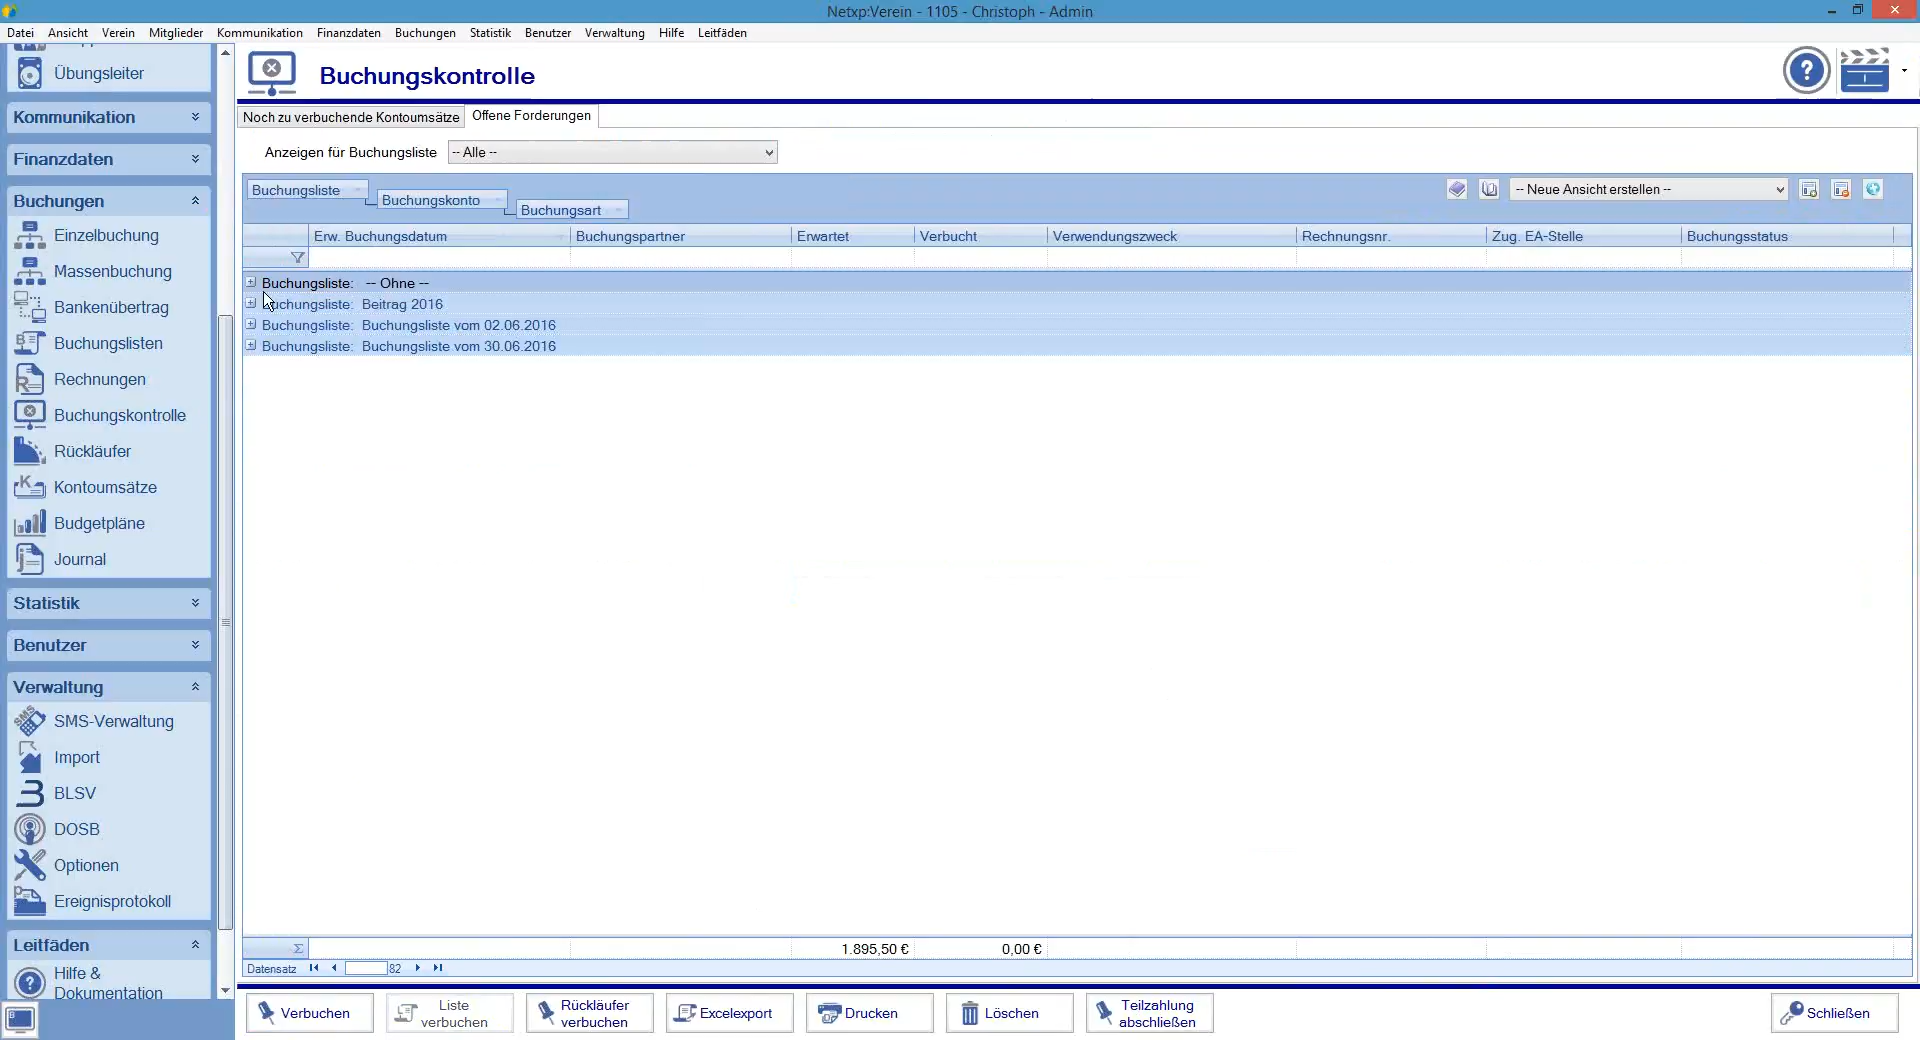 Netxp:Verein - 1105 - Christoph - Admin
Datei Ansicht Verein Mitglieder Kommunikation Finanzdaten Buchungen Statistik Benutzer Verwaltung Hilfe Leitfäden
Übungsleiter
Kommunikation
Finanzdaten
Buchungen
Einzelbuchung
Massenbuchung
Bankenübertrag
Buchungslisten
Rechnungen
Buchungskontrolle
Rückläufer
Kontoumsätze
Budgetpläne
Journal
Statistik
Benutzer
Verwaltung
SMS-Verwaltung
Import
BLSV
DOSB
Optionen
Ereignisprotokoll
Leitfäden
Hilfe &
Dokumentation
Buchungskontrolle
Noch zu verbuchende Kontoumsätze Offene Forderungen
Anzeigen für Buchungsliste -- Alle --
Buchungsliste
Buchungskonto
Buchungsart
-- Neue Ansicht erstellen --
Erw. Buchungsdatum Buchungspartner Erwartet Verbucht Verwendungszweck Rechnungsnr. Zug. EA-Stelle Buchungsstatus
Buchungsliste: -- Ohne --
Buchungsliste: Beitrag 2016
Buchungsliste: Buchungsliste vom 02.06.2016
Buchungsliste: Buchungsliste vom 30.06.2016
Σ 1.895,50 € 0,00 €
Datensatz 82
Verbuchen
Liste
verbuchen
Rückläufer
verbuchen
Excelexport
Drucken
Löschen
Teilzahlung
abschließen
Schließen